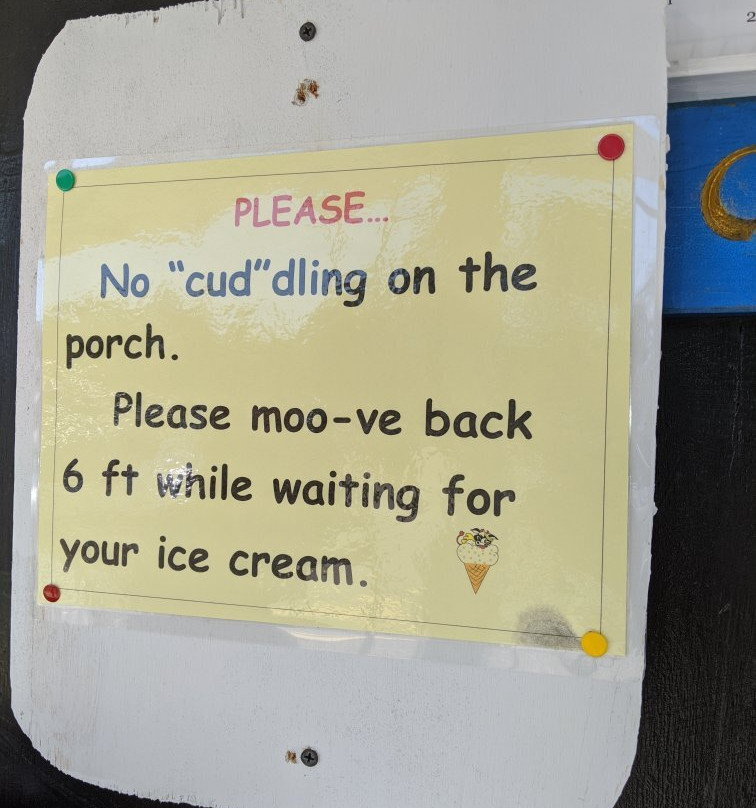 PLEASE...
No "cud"dling on the
porch.
Please moo-ve back
6 ft while waiting for
your ice cream.
2